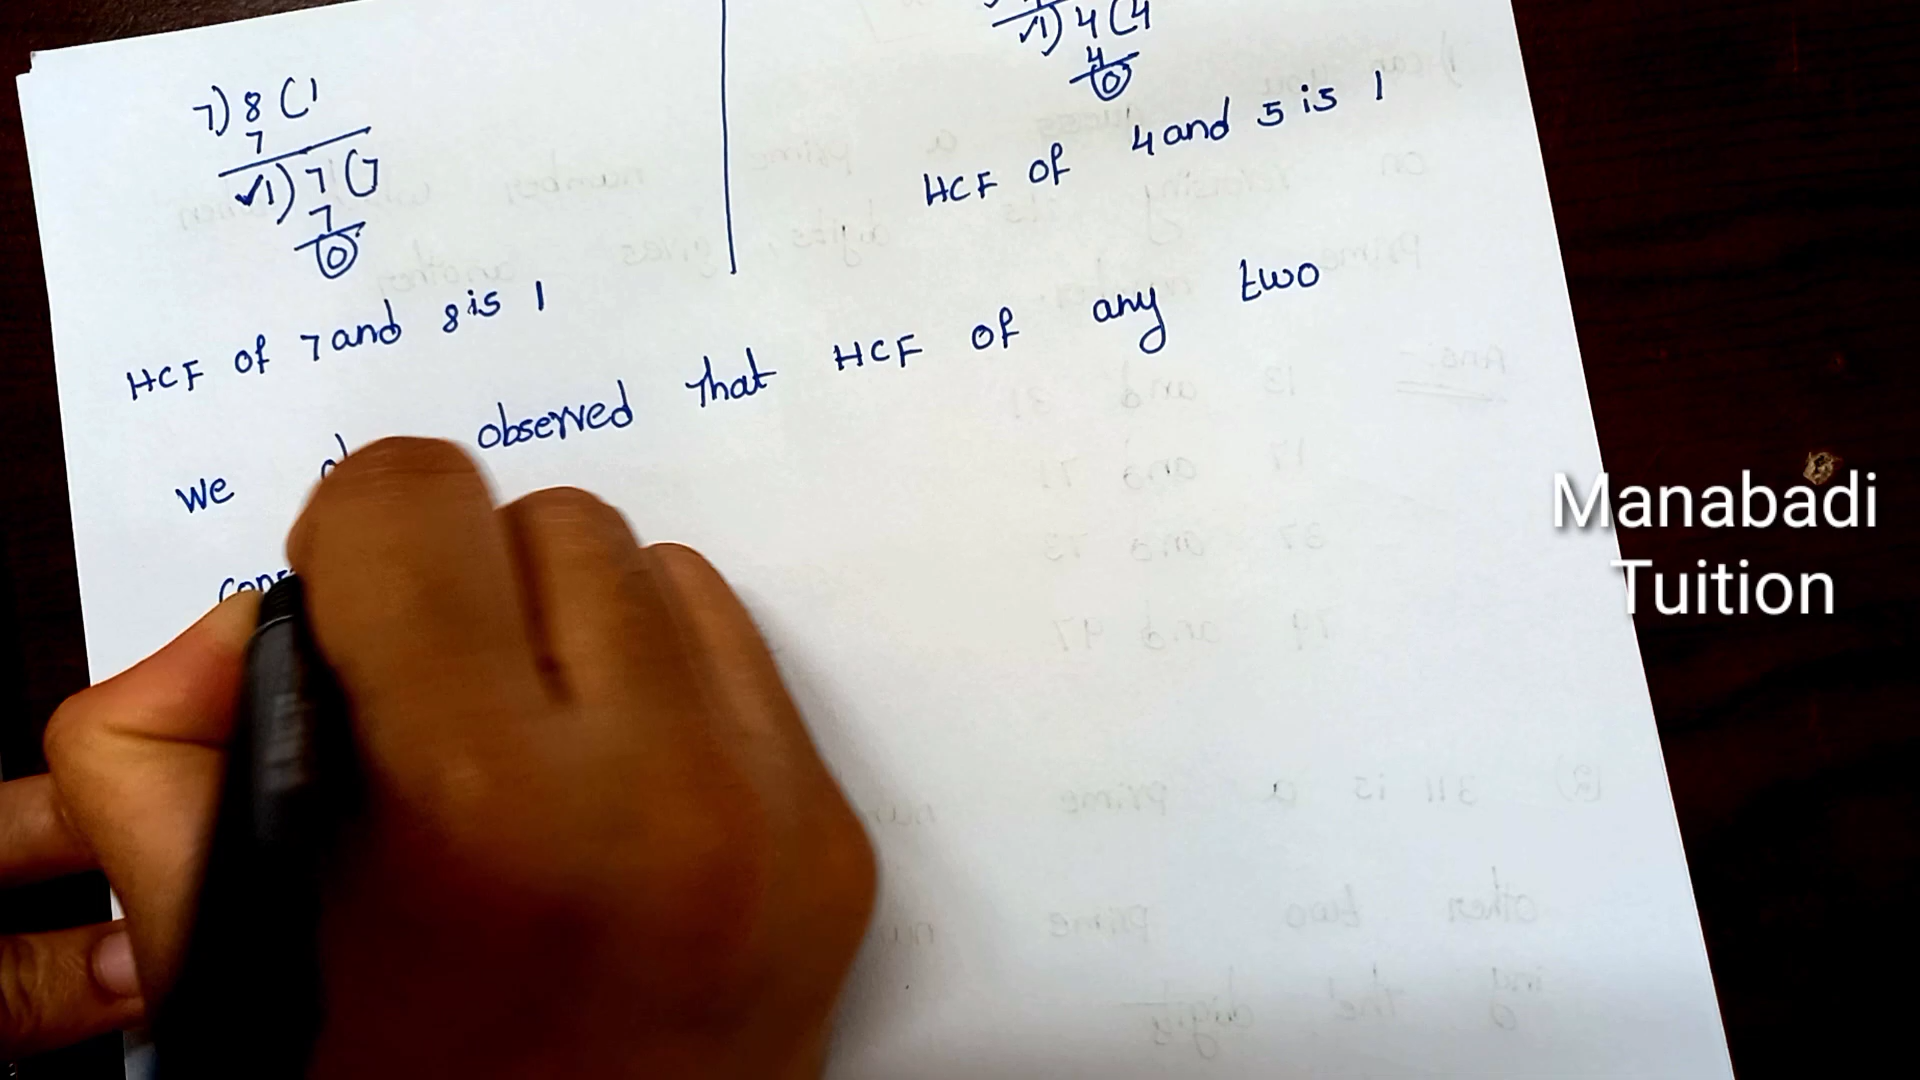 7) 8 (1
7
√1) 7 (7
7
0
HCF of 7 and 8 is 1
√1) 4 (4
4
0
HCF of 4 and 5 is 1
we observed that HCF of any two
Manabadi
Tuition